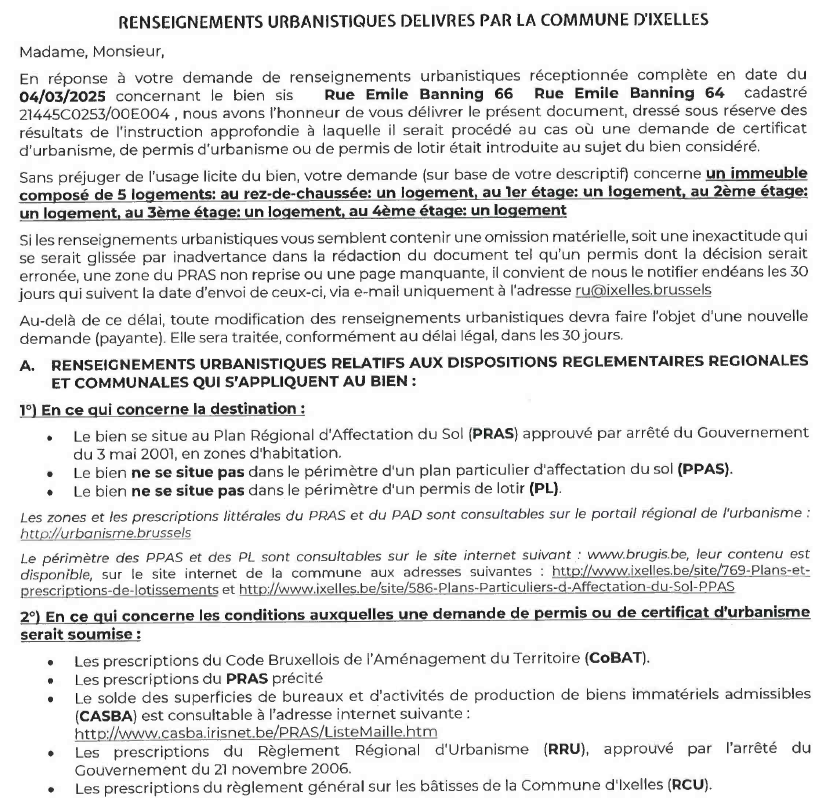 RENSEIGNEMENTS URBANISTIQUES DELIVRES PAR LA COMMUNE D'IXELLES
Madame, Monsieur,
En réponse à votre demande de renseignements urbanistiques réceptionnée complète en date du
04/03/2025 concernant le bien sis Rue Emile Banning 66 Rue Emile Banning 64 cadastré
21445C0253/00E004 , nous avons l'honneur de vous délivrer le présent document, dressé sous réserve des
résultats de l'instruction approfondie à laquelle il serait procédé au cas où une demande de certificat
d'urbanisme, de permis d'urbanisme ou de permis de lotir était introduite au sujet du bien considéré.
Sans préjuger de l'usage licite du bien, votre demande (sur base de votre descriptif) concerne un immeuble
composé de 5 logements: au rez-de-chaussée: un logement, au 1er étage: un logement, au 2ème étage:
un logement, au 3ème étage: un logement, au 4ème étage: un logement
Si les renseignements urbanistiques vous semblent contenir une omission matérielle, soit une inexactitude qui
se serait glissée par inadvertance dans la rédaction du document tel qu'un permis dont la décision serait
erronée, une zone du PRAS non reprise ou une page manquante, il convient de nous le notifier endéans les 30
jours qui suivent la date d'envoi de ceux-ci, via e-mail uniquement à l'adresse ru@ixelles.brussels
Au-delà de ce délai, toute modification des renseignements urbanistiques devra faire l'objet d'une nouvelle
demande (payante). Elle sera traitée, conformément au délai légal, dans les 30 jours.
A. RENSEIGNEMENTS URBANISTIQUES RELATIFS AUX DISPOSITIONS REGLEMENTAIRES REGIONALES
ET COMMUNALES QUI S'APPLIQUENT AU BIEN :
1°) En ce qui concerne la destination :
• Le bien se situe au Plan Régional d'Affectation du Sol (PRAS) approuvé par arrêté du Gouvernement
du 3 mai 2001, en zones d'habitation.
• Le bien ne se situe pas dans le périmètre d'un plan particulier d'affectation du sol (PPAS).
• Le bien ne se situe pas dans le périmètre d'un permis de lotir (PL).
Les zones et les prescriptions littérales du PRAS et du PAD sont consultables sur le portail régional de l'urbanisme :
http://urbanisme.brussels
Le périmètre des PPAS et des PL sont consultables sur le site internet suivant : www.brugis.be, leur contenu est
disponible, sur le site internet de la commune aux adresses suivantes : http://www.ixelles.be/site/769-Plans-et-
prescriptions-de-lotissements et http://www.ixelles.be/site/586-Plans-Particuliers-d-Affectation-du-Sol-PPAS
2°) En ce qui concerne les conditions auxquelles une demande de permis ou de certificat d'urbanisme
serait soumise :
• Les prescriptions du Code Bruxellois de l'Aménagement du Territoire (CoBAT).
• Les prescriptions du PRAS précité
• Le solde des superficies de bureaux et d'activités de production de biens immatériels admissibles
(CASBA) est consultable à l'adresse internet suivante :
http://www.casba.irisnet.be/PRAS/ListeMaille.htm
• Les prescriptions du Règlement Régional d'Urbanisme (RRU), approuvé par l'arrêté du
Gouvernement du 21 novembre 2006.
• Les prescriptions du règlement général sur les bâtisses de la Commune d'Ixelles (RCU).